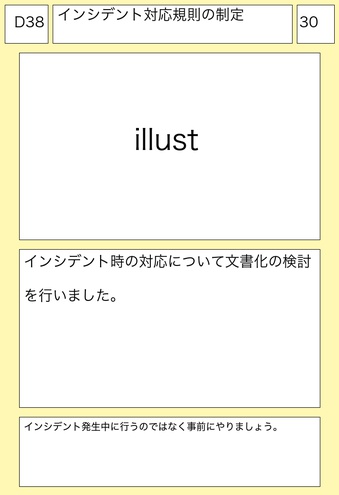 D38
インシデント対応規則の制定
30
illust
インシデント時の対応について文書化の検討
を行いました。
インシデント発生中に行うのではなく事前にやりましょう。